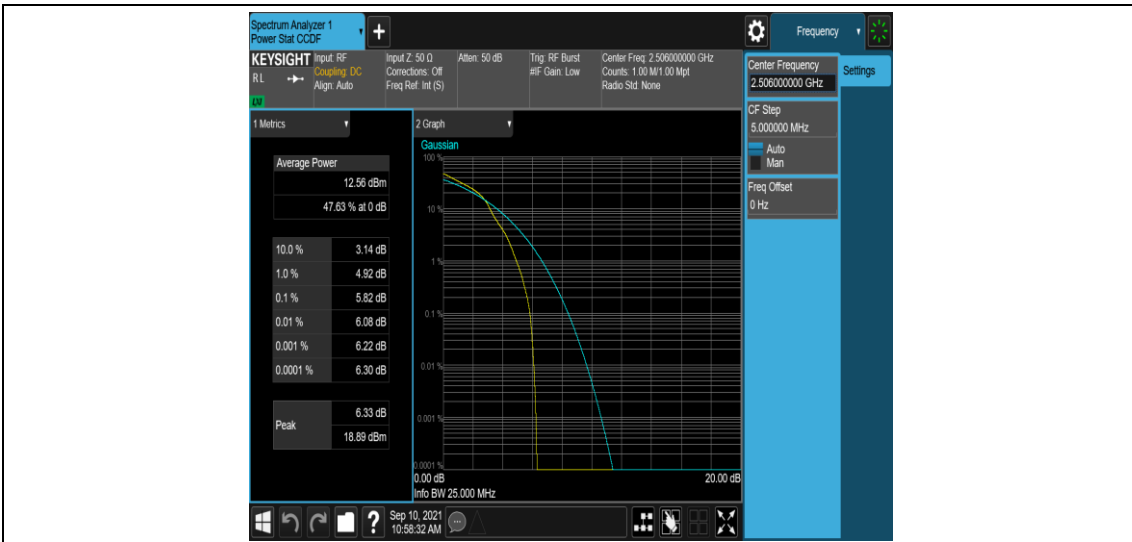 Spectrum Analyzer 1
Power Stat CCDF
+
Frequency
KEYSIGHT
RL
LXI
Input: RF
Coupling: DC
Align: Auto
Input Z: 50 Ω
Corrections: Off
Freq Ref: Int (S)
Atten: 50 dB
Trig: RF Burst
#IF Gain: Low
Center Freq: 2.506000000 GHz
Counts: 1.00 M/1.00 Mpt
Radio Std: None
Center Frequency
2.506000000 GHz
Settings
CF Step
5.000000 MHz
Auto
Man
Freq Offset
0 Hz
1 Metrics
Average Power
12.56 dBm
47.63 % at 0 dB
10.0 % 3.14 dB
1.0 % 4.92 dB
0.1 % 5.82 dB
0.01 % 6.08 dB
0.001 % 6.22 dB
0.0001 % 6.30 dB
Peak
6.33 dB
18.89 dBm
2 Graph
Gaussian
100 %
10 %
1 %
0.1 %
0.01 %
0.001 %
0.0001 %
0.00 dB 20.00 dB
Info BW 25.000 MHz
?
Sep 10, 2021
10:58:32 AM